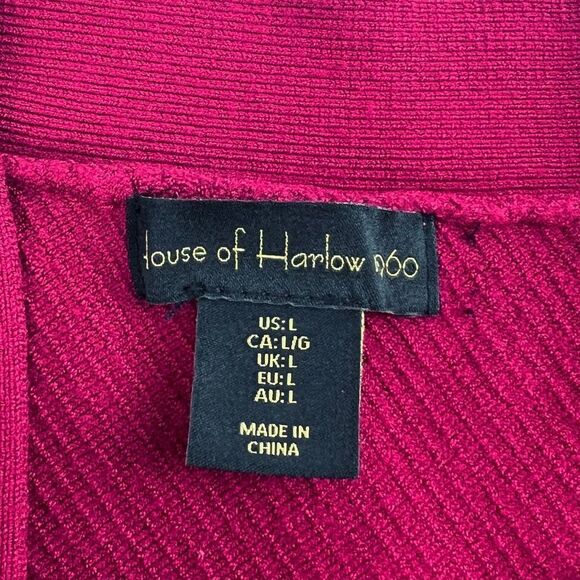 House of Harlow 1960
US: L
CA: L/G
UK: L
EU: L
AU: L
MADE IN
CHINA